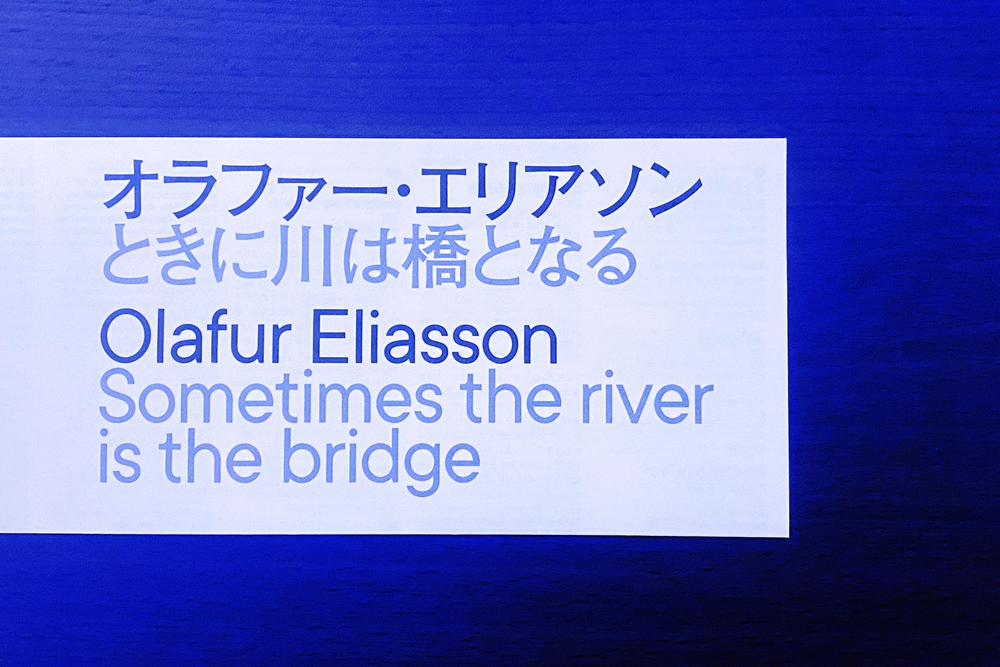 オラファー・エリアソン
ときに川は橋となる
Olafur Eliasson
Sometimes the river
is the bridge